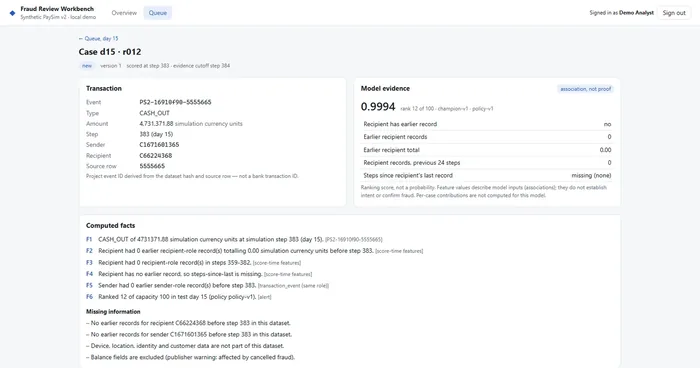 Fraud Review Workbench
Synthetic PaySim v2 · local demo
Overview
Queue
Signed in as Demo Analyst
Sign out
← Queue, day 15
Case d15 · r012
new
version 1 · scored at step 383 · evidence cutoff step 384
Transaction
Event PS2-16910f90-5555665
Type CASH_OUT
Amount 4,731,371.88 simulation currency units
Step 383 (day 15)
Sender C1671601365
Recipient C66224368
Source row 5555665
Project event ID derived from the dataset hash and source row — not a bank transaction ID.
Model evidence
association, not proof
0.9994 rank 12 of 100 · champion-v1 · policy-v1
Recipient has earlier record no
Earlier recipient records 0
Earlier recipient total 0.00
Recipient records, previous 24 steps 0
Steps since recipient's last record missing (none)
Ranking score, not a probability. Feature values describe model inputs (associations); they do not establish
intent or confirm fraud. Per-case contributions are not computed for this model.
Computed facts
F1 CASH_OUT of 4731371.88 simulation currency units at simulation step 383 (day 15). [PS2-16910f90-5555665]
F2 Recipient had 0 earlier recipient-role record(s) totalling 0.00 simulation currency units before step 383. [score-time features]
F3 Recipient had 0 recipient-role record(s) in steps 359-382. [score-time features]
F4 Recipient has no earlier record, so steps-since-last is missing. [score-time features]
F5 Sender had 0 earlier sender-role record(s) before step 383. [transaction_event (same role)]
F6 Ranked 12 of capacity 100 in test day 15 (policy policy-v1). [alert]
Missing information
– No earlier records for recipient C66224368 before step 383 in this dataset.
– No earlier records for sender C1671601365 before step 383 in this dataset.
– Device, location, identity and customer data are not part of this dataset.
– Balance fields are excluded (publisher warning: affected by cancelled fraud).